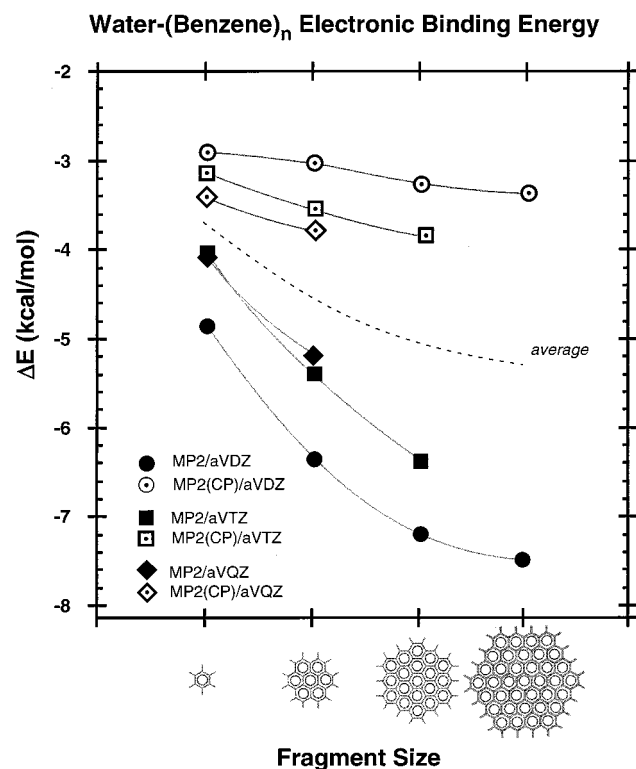 Water-(Benzene)n Electronic Binding Energy
-2
-3
-4
-5
-6
-7
-8
ΔE (kcal/mol)
average
MP2/aVDZ
MP2(CP)/aVDZ
MP2/aVTZ
MP2(CP)/aVTZ
MP2/aVQZ
MP2(CP)/aVQZ
Fragment Size